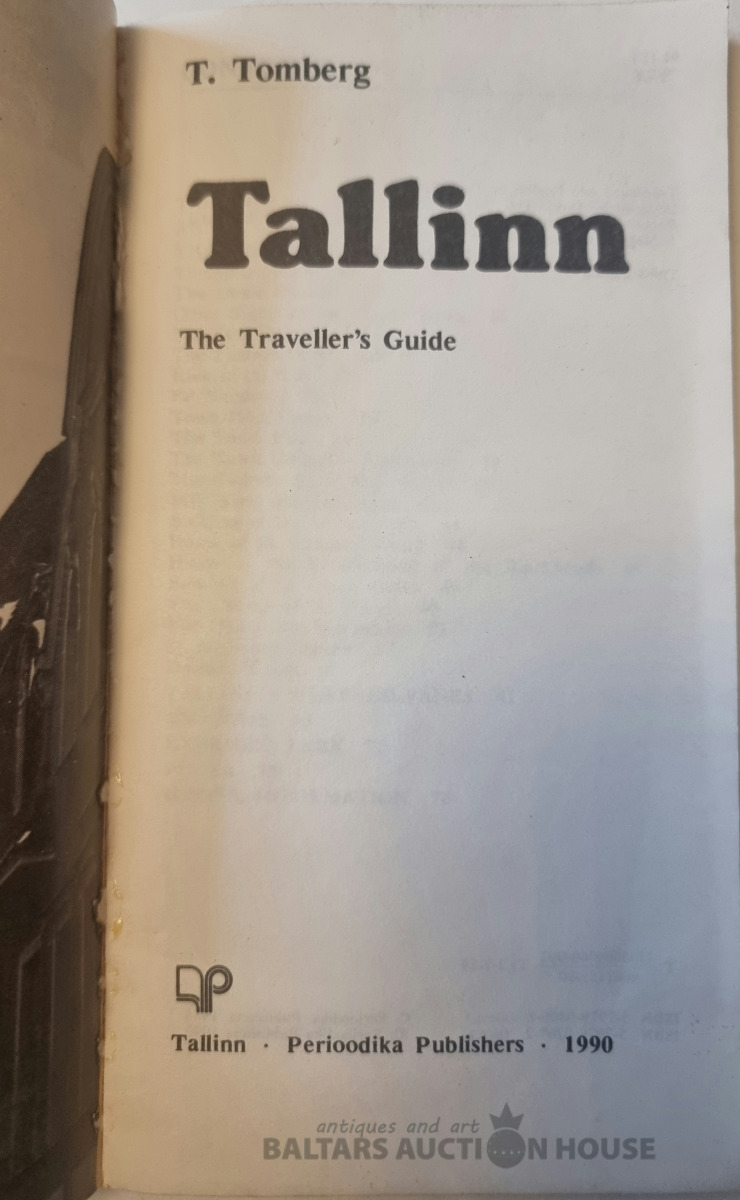 T. Tomberg
Tallinn
The Traveller's Guide
Tallinn · Perioodika Publishers · 1990
antiques and art
BALTARS AUCTION HOUSE